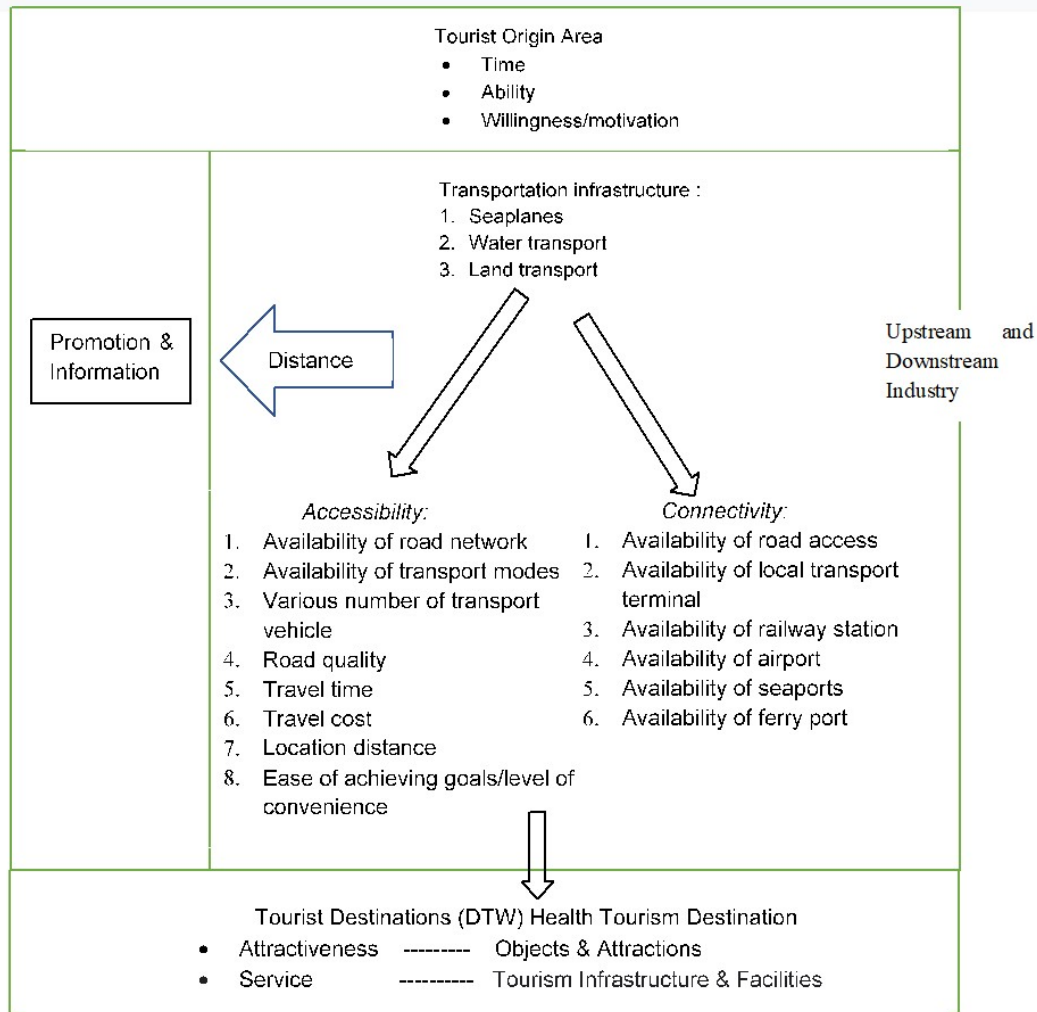 Tourist Origin Area
• Time
• Ability
• Willingness/motivation
Transportation infrastructure :
1. Seaplanes
2. Water transport
3. Land transport
Promotion &
Information
Distance
Upstream and
Downstream
Industry
Accessibility:
1. Availability of road network
2. Availability of transport modes
3. Various number of transport
vehicle
4. Road quality
5. Travel time
6. Travel cost
7. Location distance
8. Ease of achieving goals/level of
convenience
Connectivity:
1. Availability of road access
2. Availability of local transport
terminal
3. Availability of railway station
4. Availability of airport
5. Availability of seaports
6. Availability of ferry port
Tourist Destinations (DTW) Health Tourism Destination
• Attractiveness --------- Objects & Attractions
• Service ---------- Tourism Infrastructure & Facilities